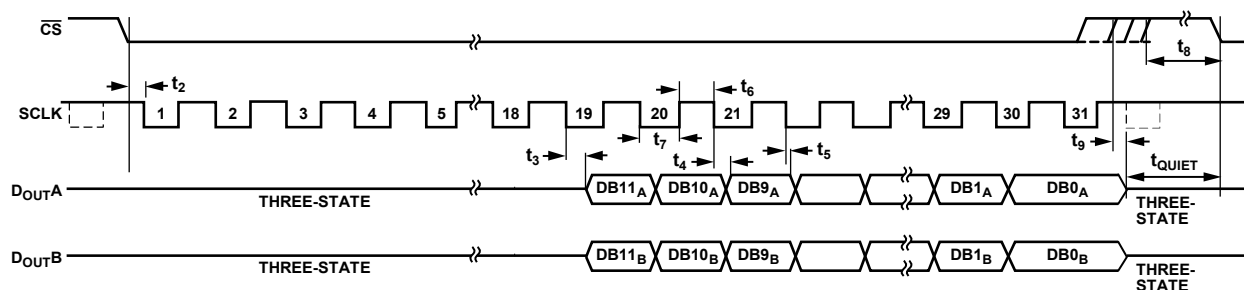 CS
t8
t2
t6
SCLK
1 2 3 4 5 18 19 20 21 29 30 31
t3
t7
t4
t5
t9
tQUIET
DOUTA
THREE-STATE
DB11A DB10A DB9A DB1A DB0A
THREE-
STATE
DOUTB
THREE-STATE
DB11B DB10B DB9B DB1B DB0B
THREE-
STATE